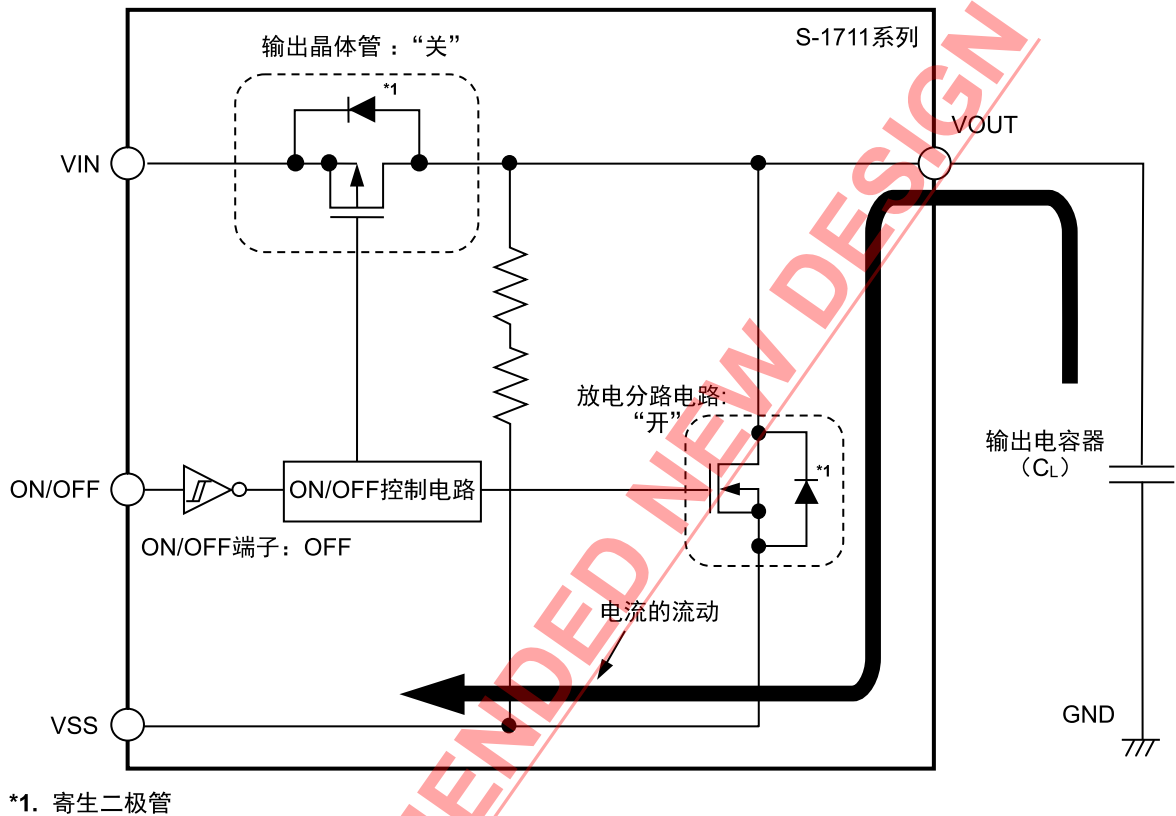 S-1711系列
输出晶体管：“关”
*1
VOUT
VIN
放电分路电路:
“开”
*1
输出电容器
（CL）
ON/OFF
ON/OFF控制电路
ON/OFF端子：OFF
电流的流动
VSS
GND
*1. 寄生二极管
ENDED NEW DESIGN